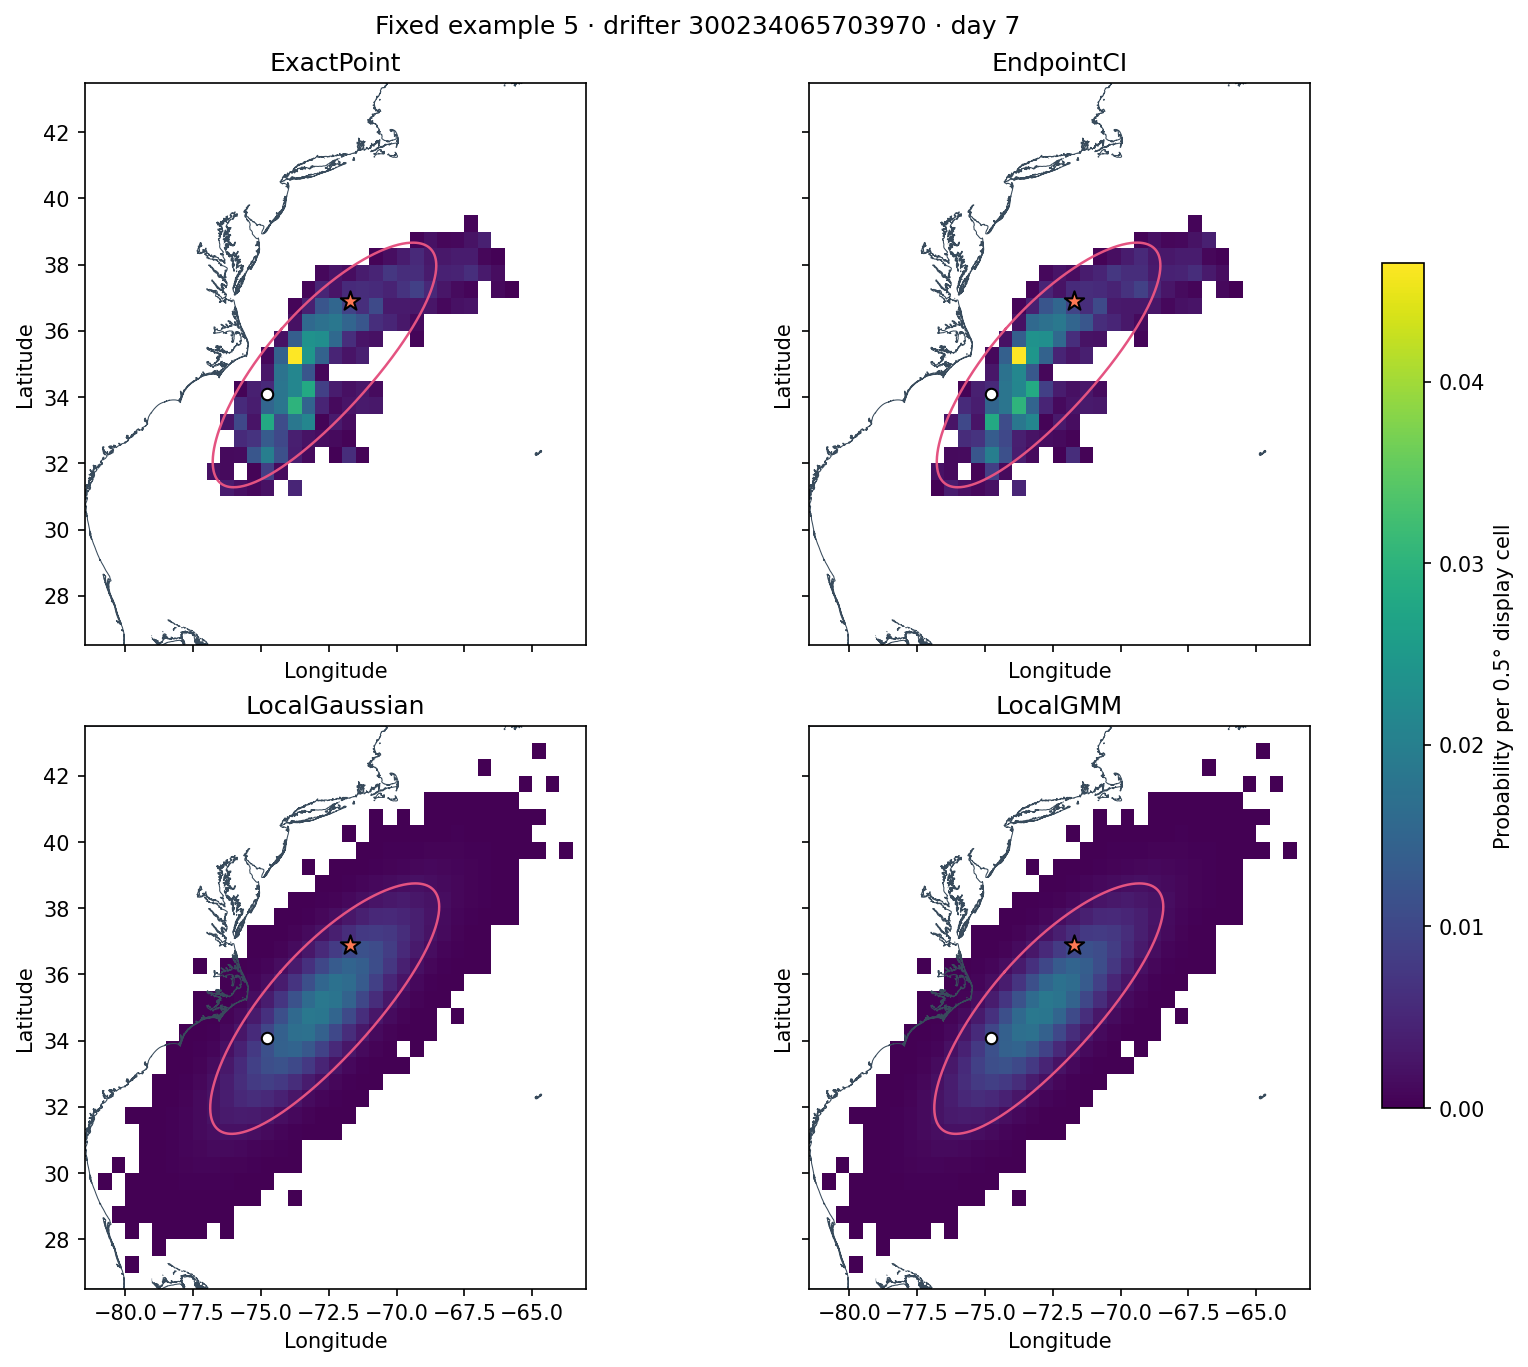 Fixed example 5 · drifter 300234065703970 · day 7
ExactPoint
EndpointCI
42
40
38
36
34
32
30
28
Latitude
Latitude
Longitude
Longitude
LocalGaussian
LocalGMM
42
40
38
36
34
32
30
28
Latitude
Latitude
−80.0 −77.5 −75.0 −72.5 −70.0 −67.5 −65.0
−80.0 −77.5 −75.0 −72.5 −70.0 −67.5 −65.0
Longitude
Longitude
0.04
0.03
0.02
0.01
0.00
Probability per 0.5° display cell